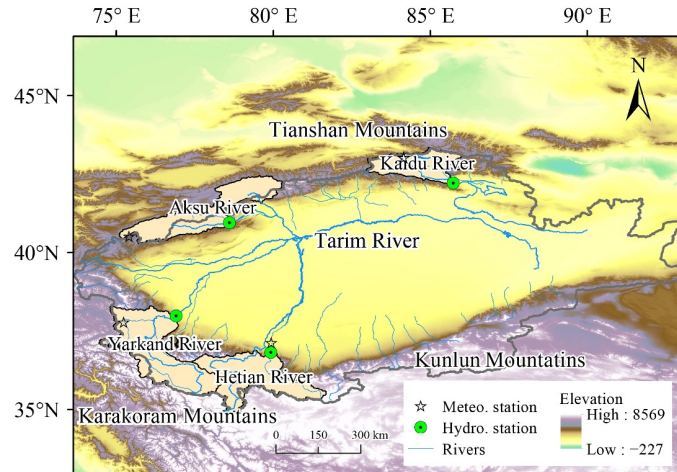 75° E 80° E 85° E 90° E
N
45°N
Tianshan Mountains
Kaidu River
Aksu River
40°N
Tarim River
Yarkand River
Kunlun Mountatins
Hetian River
35°N
Karakoram Mountains
Meteo. station
Hydro. station
Rivers
0 150 300 km
Elevation
High : 8569
Low : −227